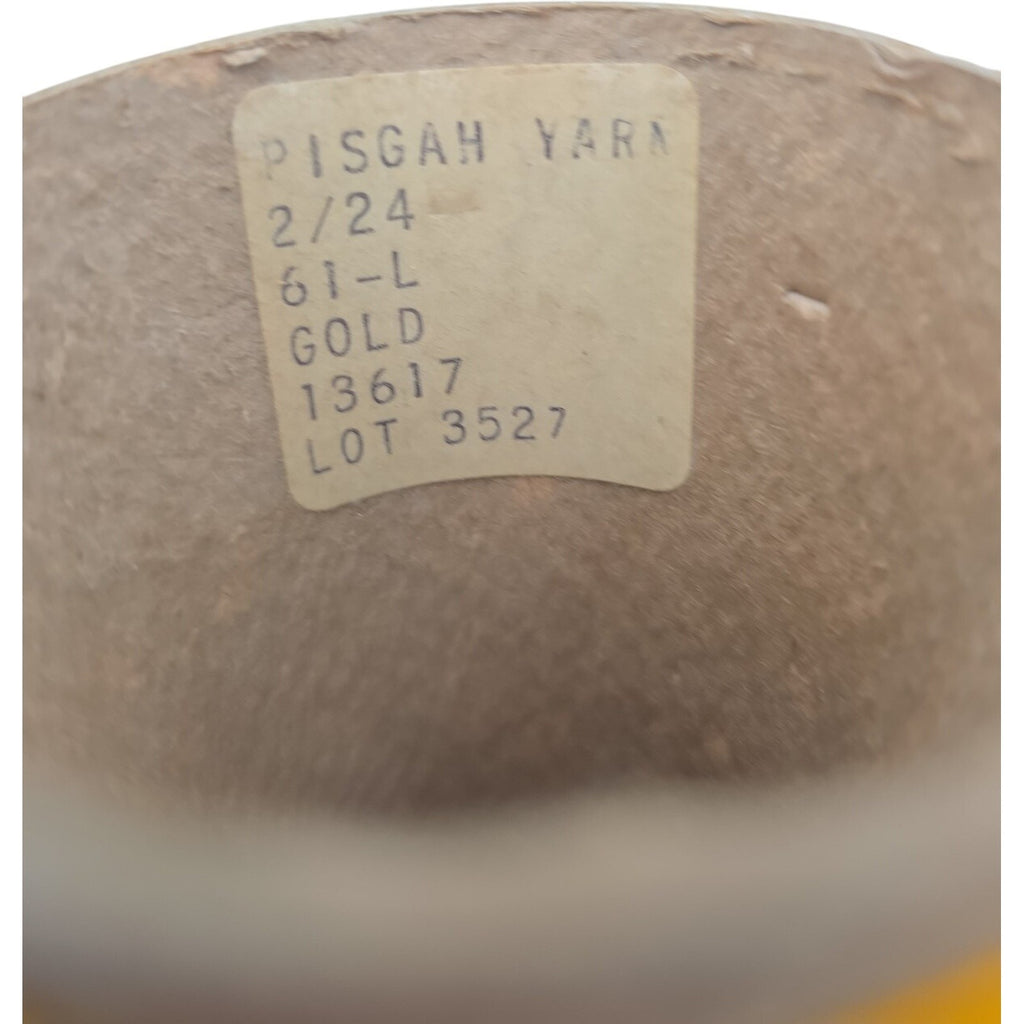 PISGAH YARN
2/24
61-L
GOLD
13617
LOT 3527